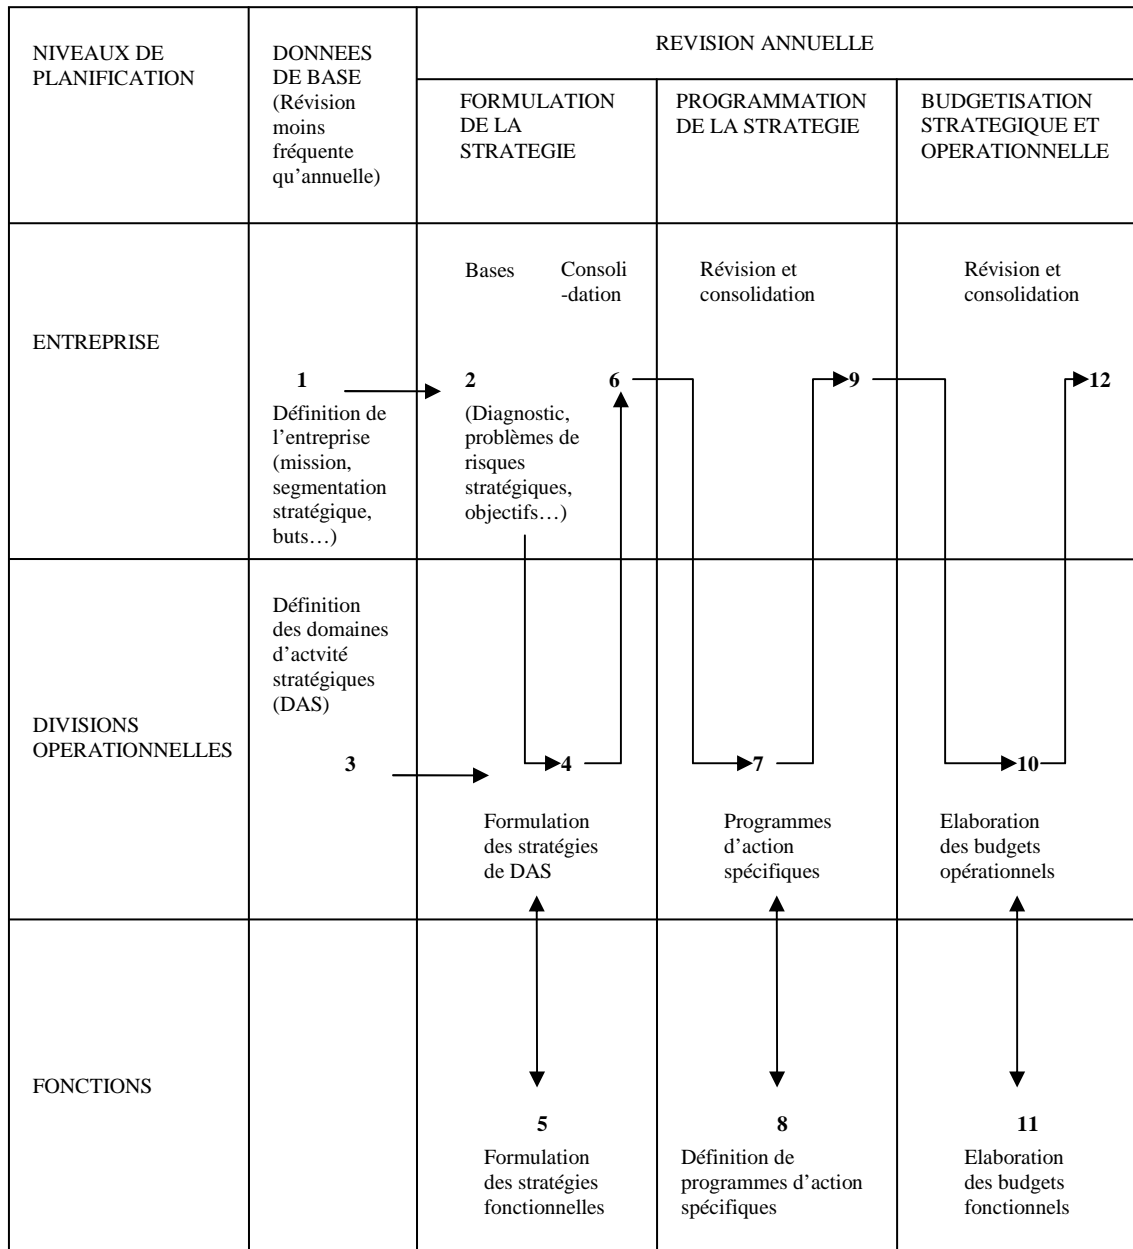 NIVEAUX DE
PLANIFICATION
DONNEES
DE BASE
(Révision
moins
fréquente
qu'annuelle)
REVISION ANNUELLE
FORMULATION
DE LA
STRATEGIE
PROGRAMMATION
DE LA STRATEGIE
BUDGETISATION
STRATEGIQUE ET
OPERATIONNELLE
ENTREPRISE
1
Définition de
l'entreprise
(mission,
segmentation
stratégique,
buts…)
Bases
2
(Diagnostic,
problèmes de
risques
stratégiques,
objectifs…)
Consoli
-dation
6
Révision et
consolidation
9
Révision et
consolidation
12
DIVISIONS
OPERATIONNELLES
Définition
des domaines
d'actvité
stratégiques
(DAS)
3
4
Formulation
des stratégies
de DAS
7
Programmes
d'action
spécifiques
10
Elaboration
des budgets
opérationnels
FONCTIONS
5
Formulation
des stratégies
fonctionnelles
8
Définition de
programmes d'action
spécifiques
11
Elaboration
des budgets
fonctionnels